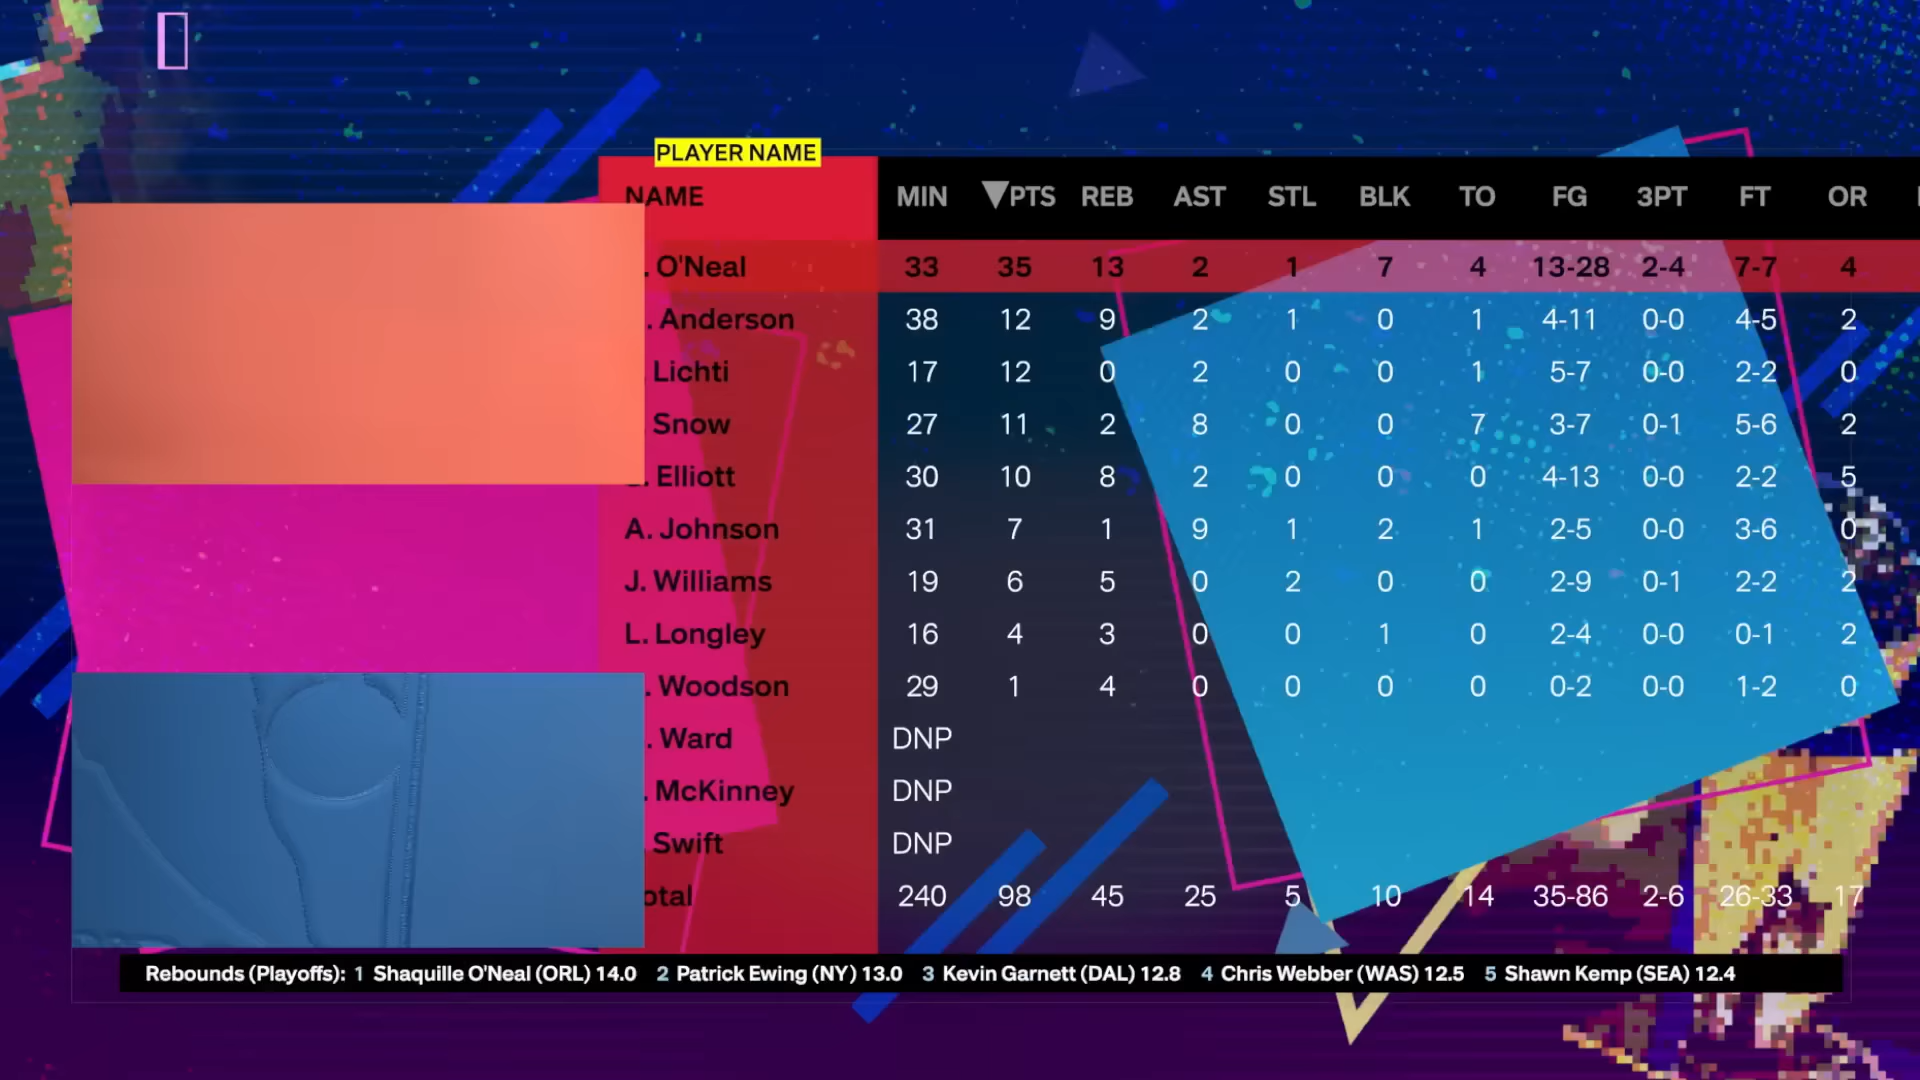 PLAYER NAME
NAME MIN ▼PTS REB AST STL BLK TO FG 3PT FT OR
. O'Neal 33 35 13 2 1 7 4 13-28 2-4 7-7 4
. Anderson 38 12 9 2 1 0 1 4-11 0-0 4-5 2
Lichti 17 12 0 2 0 0 1 5-7 0-0 2-2 0
Snow 27 11 2 8 0 0 7 3-7 0-1 5-6 2
. Elliott 30 10 8 2 0 0 0 4-13 0-0 2-2 5
A. Johnson 31 7 1 9 1 2 1 2-5 0-0 3-6 0
J. Williams 19 6 5 0 2 0 0 2-9 0-1 2-2 2
L. Longley 16 4 3 0 0 1 0 2-4 0-0 0-1 2
. Woodson 29 1 4 0 0 0 0 0-2 0-0 1-2 0
. Ward DNP
. McKinney DNP
Swift DNP
otal 240 98 45 25 5 10 14 35-86 2-6 26-33 17
Rebounds (Playoffs): 1 Shaquille O'Neal (ORL) 14.0 2 Patrick Ewing (NY) 13.0 3 Kevin Garnett (DAL) 12.8 4 Chris Webber (WAS) 12.5 5 Shawn Kemp (SEA) 12.4